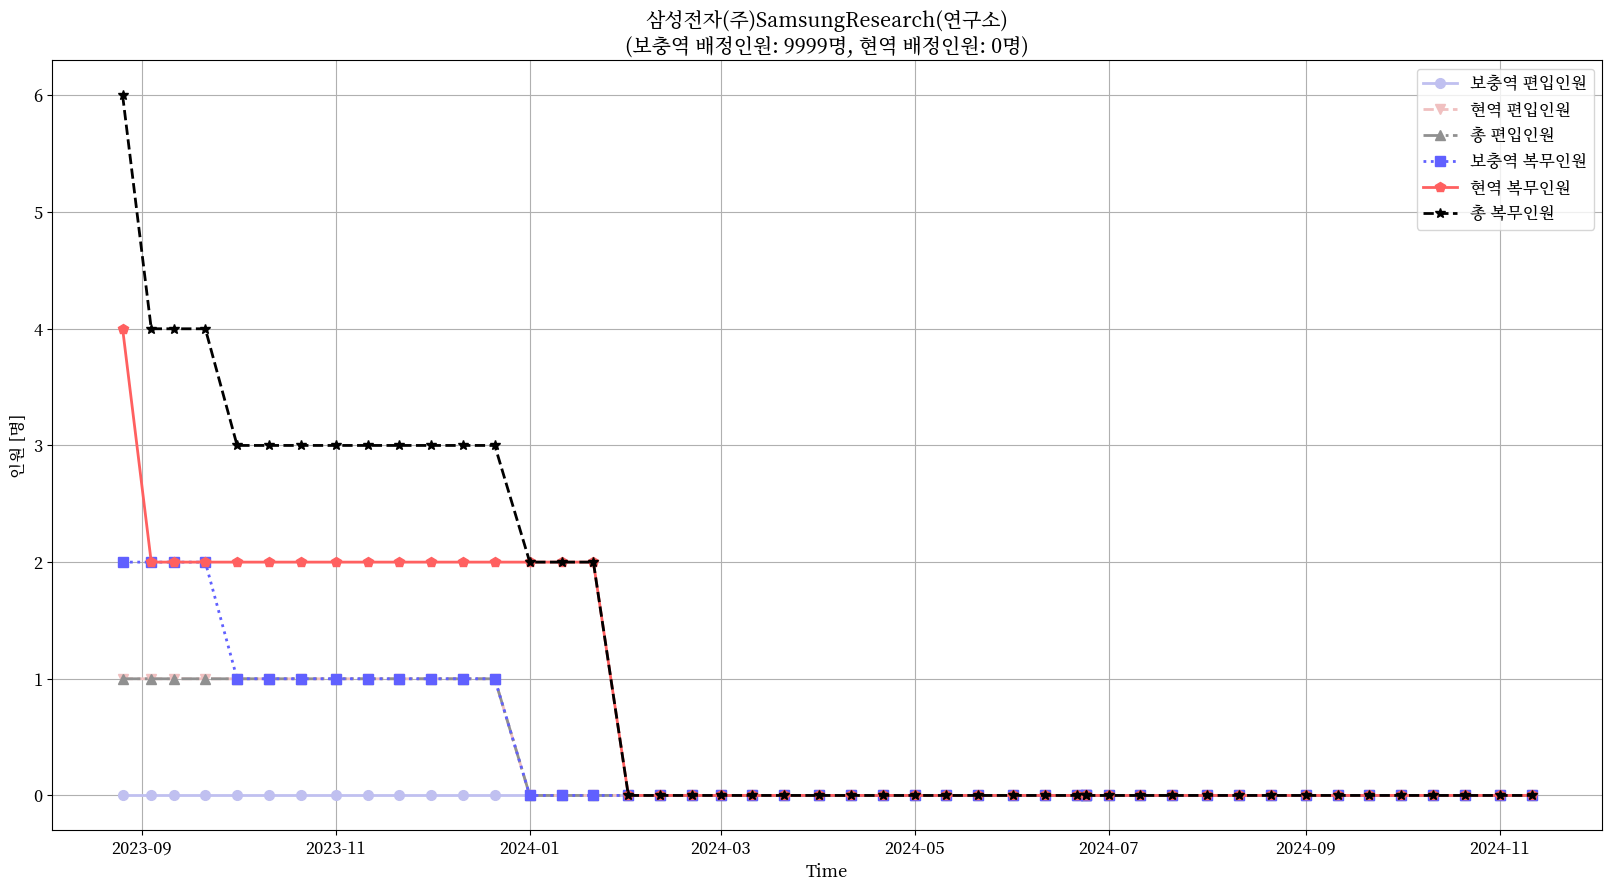 삼성전자(주)SamsungResearch(연구소)
(보충역 배정인원: 9999명, 현역 배정인원: 0명)
보충역 편입인원
현역 편입인원
총 편입인원
보충역 복무인원
현역 복무인원
총 복무인원
인원 [명]
6
5
4
3
2
1
0
2023-09 2023-11 2024-01 2024-03 2024-05 2024-07 2024-09 2024-11
Time